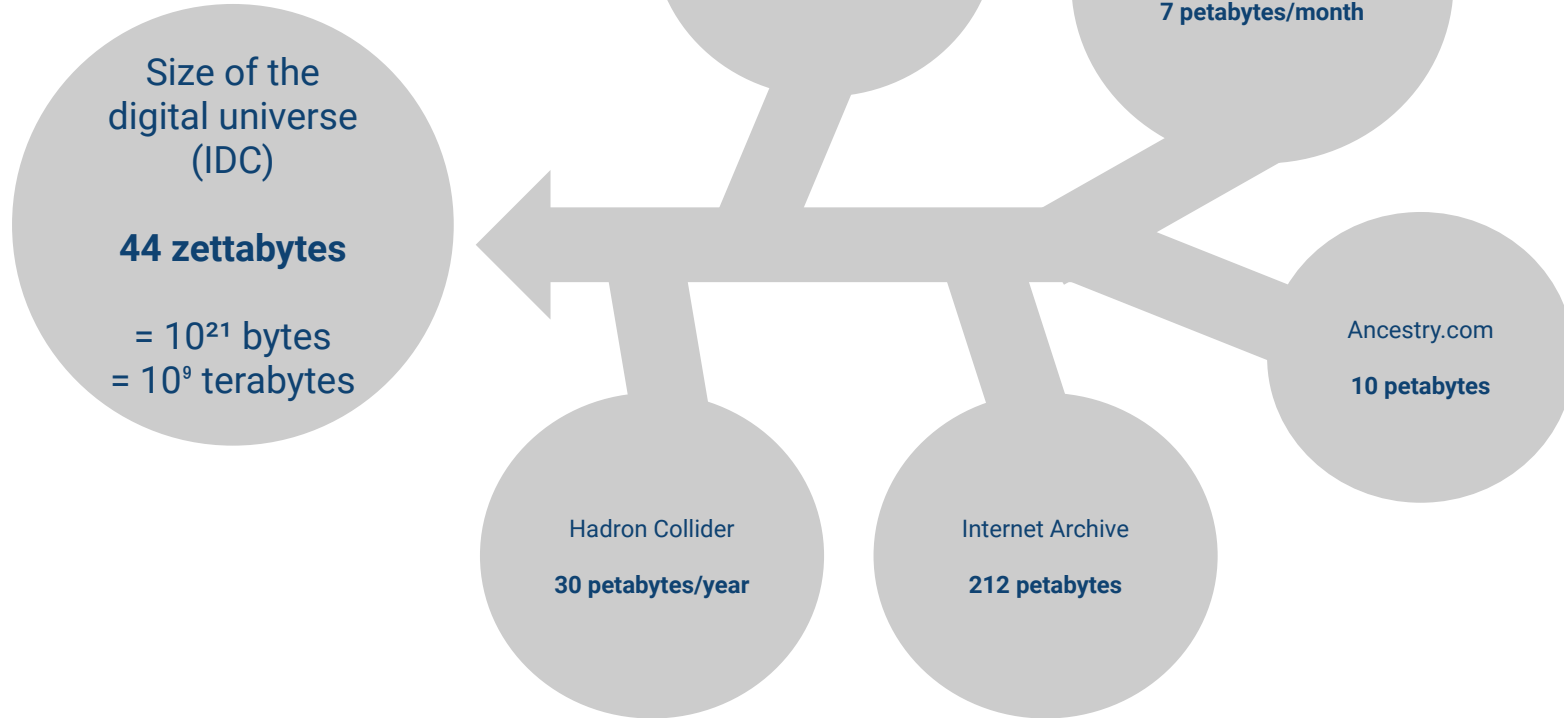 7 petabytes/month
Size of the
digital universe
(IDC)
44 zettabytes
= 10²¹ bytes
= 10⁹ terabytes
Ancestry.com
10 petabytes
Hadron Collider
30 petabytes/year
Internet Archive
212 petabytes